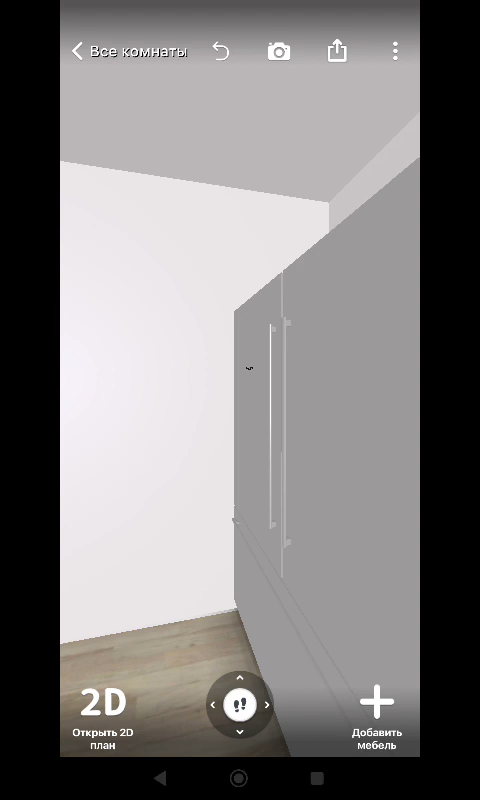 Все комнаты
2D
Открыть 2D
план
Добавить
мебель